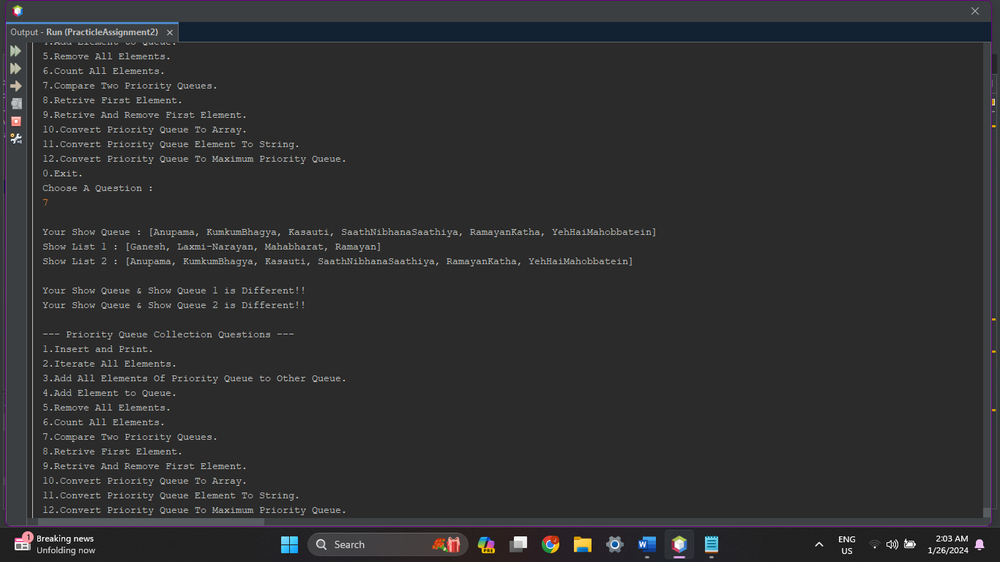 Output - Run (PracticleAssignment2)
4.Add Element to Queue.
5.Remove All Elements.
6.Count All Elements.
7.Compare Two Priority Queues.
8.Retrive First Element.
9.Retrive And Remove First Element.
10.Convert Priority Queue To Array.
11.Convert Priority Queue Element To String.
12.Convert Priority Queue To Maximum Priority Queue.
0.Exit.
Choose A Question :
7
Your Show Queue : [Anupama, KumkumBhagya, Kasauti, SaathNibhanaSaathiya, RamayanKatha, YehHaiMahobbatein]
Show List 1 : [Ganesh, Laxmi-Narayan, Mahabharat, Ramayan]
Show List 2 : [Anupama, KumkumBhagya, Kasauti, SaathNibhanaSaathiya, RamayanKatha, YehHaiMahobbatein]
Your Show Queue & Show Queue 1 is Different!!
Your Show Queue & Show Queue 2 is Different!!
--- Priority Queue Collection Questions ---
1.Insert and Print.
2.Iterate All Elements.
3.Add All Elements Of Priority Queue to Other Queue.
4.Add Element to Queue.
5.Remove All Elements.
6.Count All Elements.
7.Compare Two Priority Queues.
8.Retrive First Element.
9.Retrive And Remove First Element.
10.Convert Priority Queue To Array.
11.Convert Priority Queue Element To String.
12.Convert Priority Queue To Maximum Priority Queue.
1
Breaking news
Unfolding now
Search
PRE
W
ENG
US
2:03 AM
1/26/2024